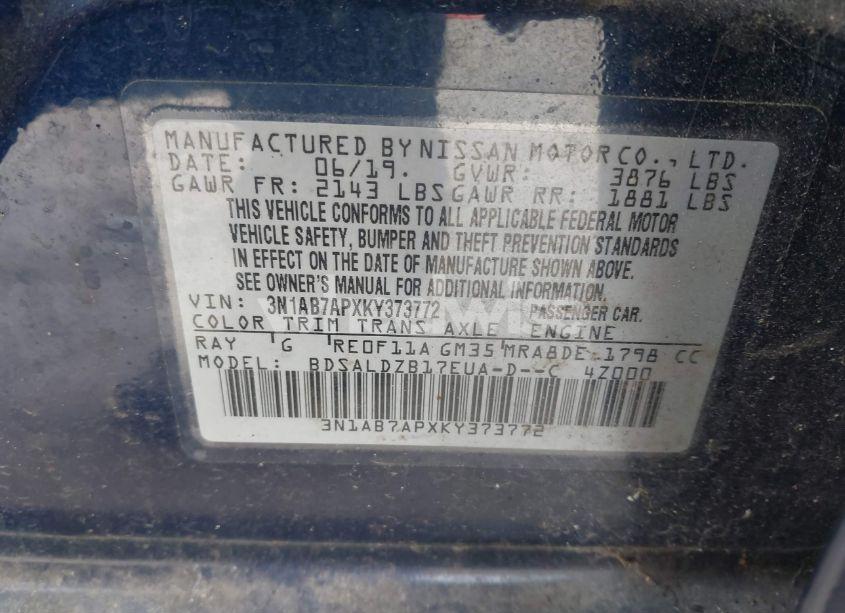 MANUFACTURED BY NISSAN MOTOR CO., LTD.
DATE: 06/19. GVWR: 3876 LBS
GAWR FR: 2143 LBS GAWR RR: 1881 LBS
THIS VEHICLE CONFORMS TO ALL APPLICABLE FEDERAL MOTOR
VEHICLE SAFETY, BUMPER AND THEFT PREVENTION STANDARDS
IN EFFECT ON THE DATE OF MANUFACTURE SHOWN ABOVE.
SEE OWNER'S MANUAL FOR ADDITIONAL INFORMATION.
VIN: 3N1AB7APXKY373772 PASSENGER CAR.
COLOR TRIM TRANS AXLE ENGINE
RAY G RE0F11A GM35 MRA8DE 1798 CC
MODEL: BDSALDZB17EUA-D--C 4Z000
3N1AB7APXKY373772